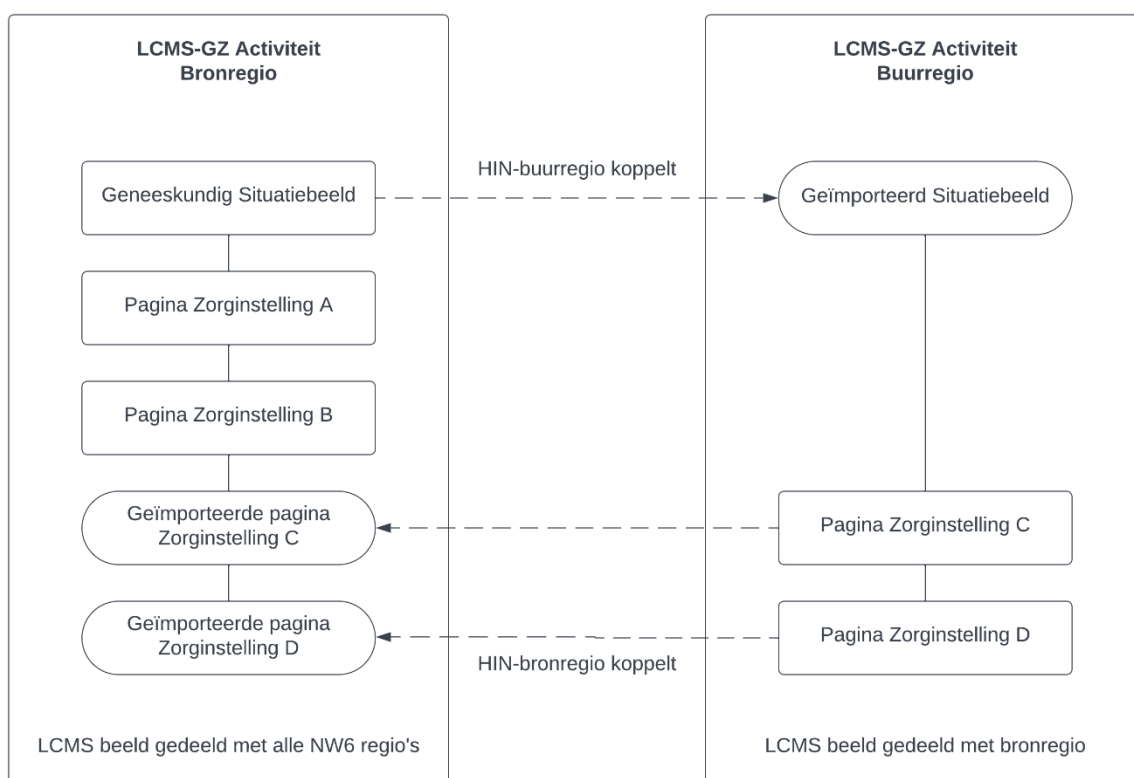 LCMS-GZ Activiteit
Bronregio
Geneeskundig Situatiebeeld
Pagina Zorginstelling A
Pagina Zorginstelling B
Geïmporteerde pagina
Zorginstelling C
Geïmporteerde pagina
Zorginstelling D
LCMS beeld gedeeld met alle NW6 regio's
HIN-buurregio koppelt
HIN-bronregio koppelt
LCMS-GZ Activiteit
Buurregio
Geïmporteerd Situatiebeeld
Pagina Zorginstelling C
Pagina Zorginstelling D
LCMS beeld gedeeld met bronregio